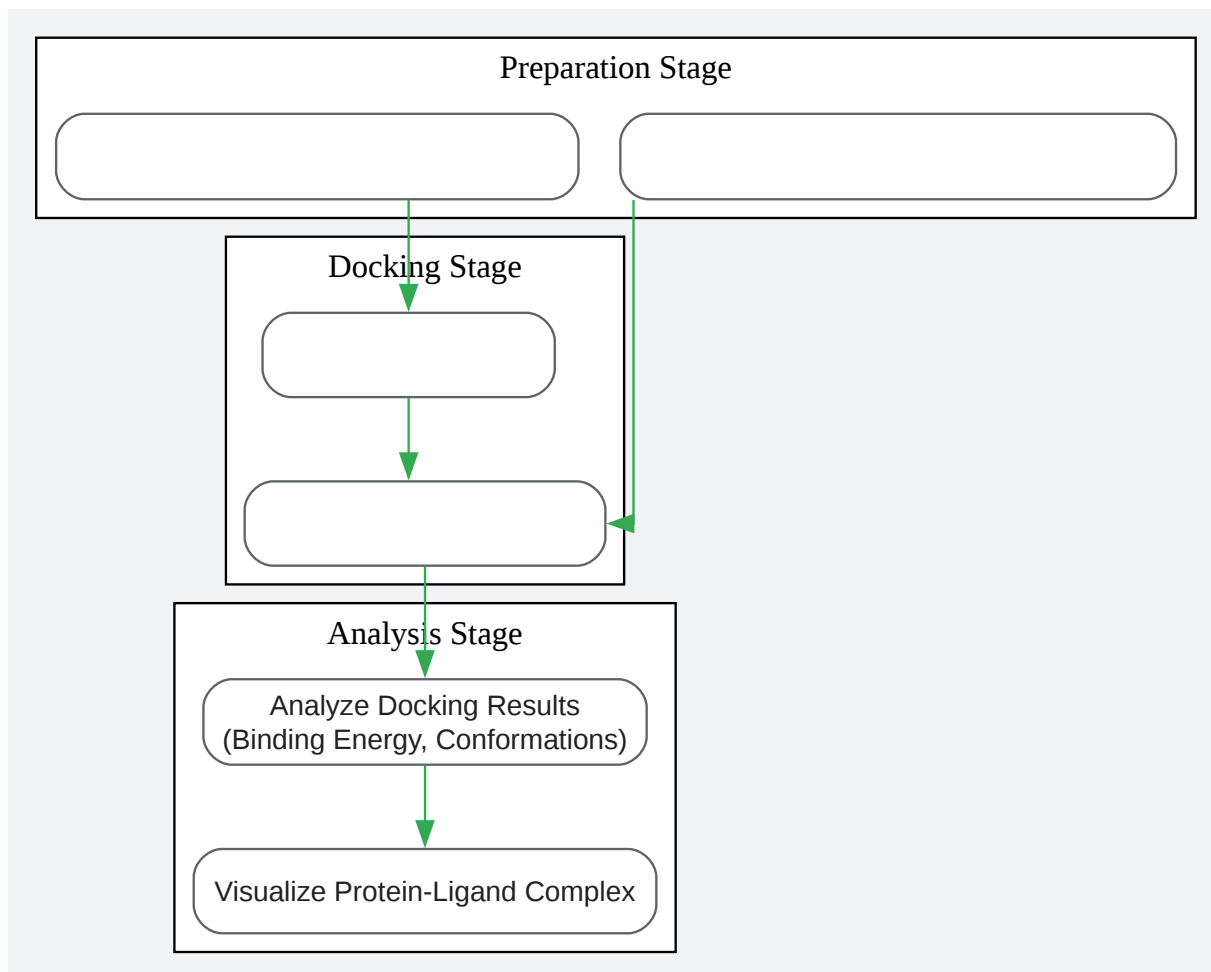 Preparation Stage
Docking Stage
Analysis Stage
Analyze Docking Results
(Binding Energy, Conformations)
Visualize Protein-Ligand Complex